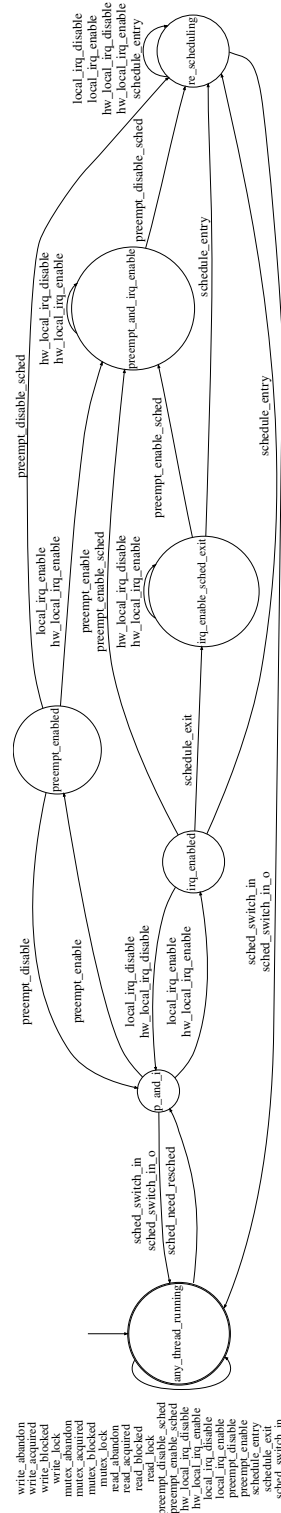 local_irq_disable
local_irq_enable
hw_local_irq_disable
hw_local_irq_enable
schedule_entry
re_scheduling
preempt_disable_sched
hw_local_irq_disable
hw_local_irq_enable
preempt_and_irq_enable
schedule_entry
preempt_disable_sched
local_irq_enable
hw_local_irq_enable
preempt_enable
preempt_enable_sched
preempt_enable_sched
schedule_entry
hw_local_irq_disable
hw_local_irq_enable
irq_enable_sched_exit
preempt_enabled
schedule_exit
irq_enabled
preempt_disable
preempt_enable
local_irq_disable
hw_local_irq_disable
local_irq_enable
hw_local_irq_enable
sched_switch_in
sched_switch_in_o
p_and_i
sched_switch_in
sched_switch_in_o
sched_need_resched
any_thread_running
write_abandon
write_acquired
write_blocked
write_lock
mutex_abandon
mutex_acquired
mutex_blocked
mutex_lock
read_abandon
read_acquired
read_blocked
read_lock
preempt_disable_sched
preempt_enable_sched
hw_local_irq_disable
hw_local_irq_enable
local_irq_disable
local_irq_enable
preempt_disable
preempt_enable
schedule_entry
schedule_exit
sched_switch_in